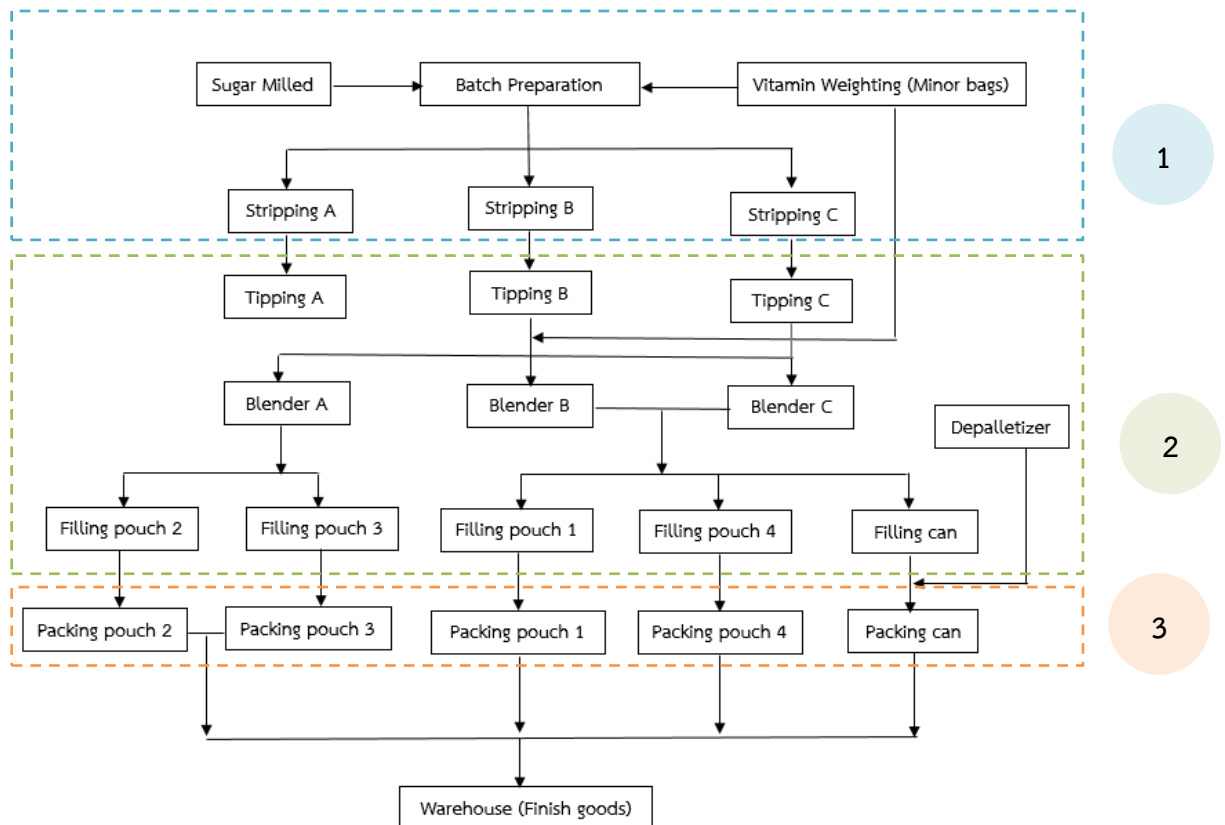 Sugar Milled
Batch Preparation
Vitamin Weighting (Minor bags)
1
Stripping A
Stripping B
Stripping C
Tipping A
Tipping B
Tipping C
Blender A
Blender B
Blender C
Depalletizer
2
Filling pouch 2
Filling pouch 3
Filling pouch 1
Filling pouch 4
Filling can
Packing pouch 2
Packing pouch 3
Packing pouch 1
Packing pouch 4
Packing can
3
Warehouse (Finish goods)